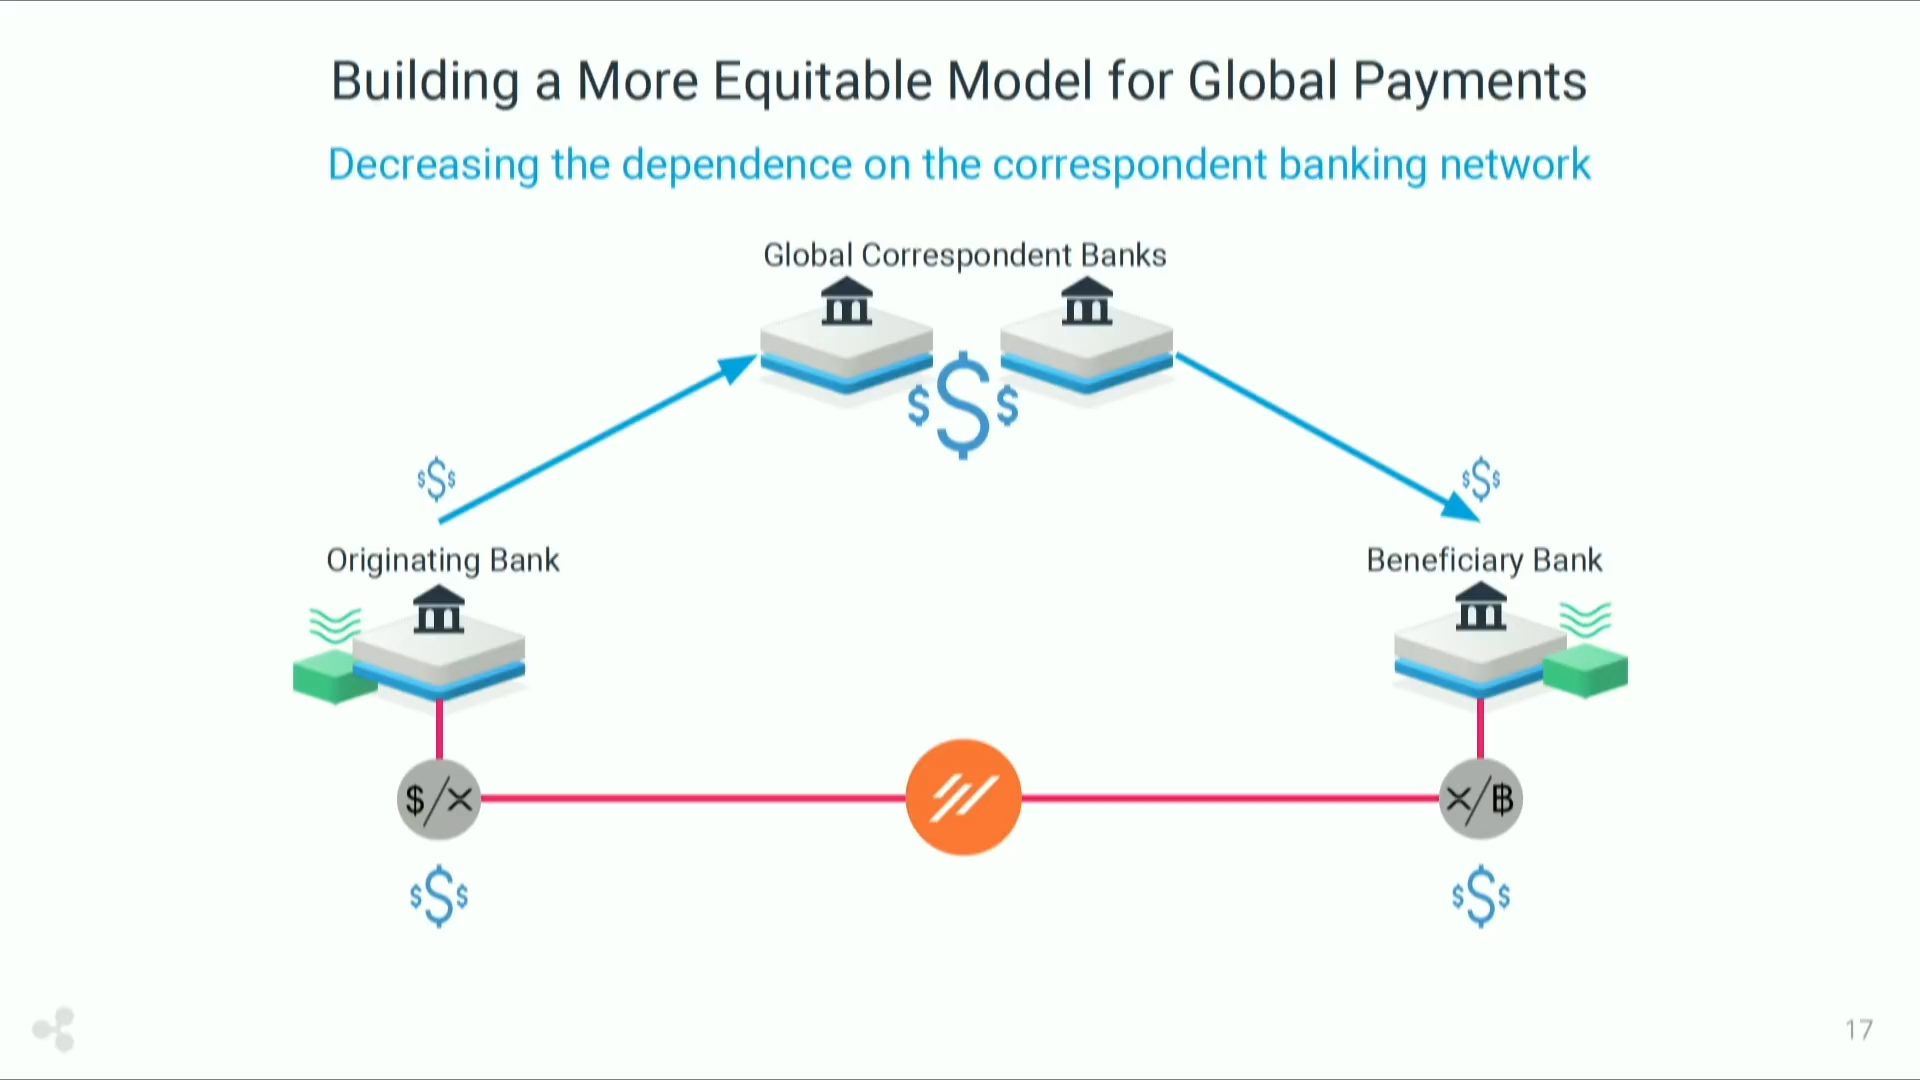 Building a More Equitable Model for Global Payments
Decreasing the dependence on the correspondent banking network
Global Correspondent Banks
$$$
$$$
$$$
Originating Bank
Beneficiary Bank
$/X
X/฿
$$$
$$$
17